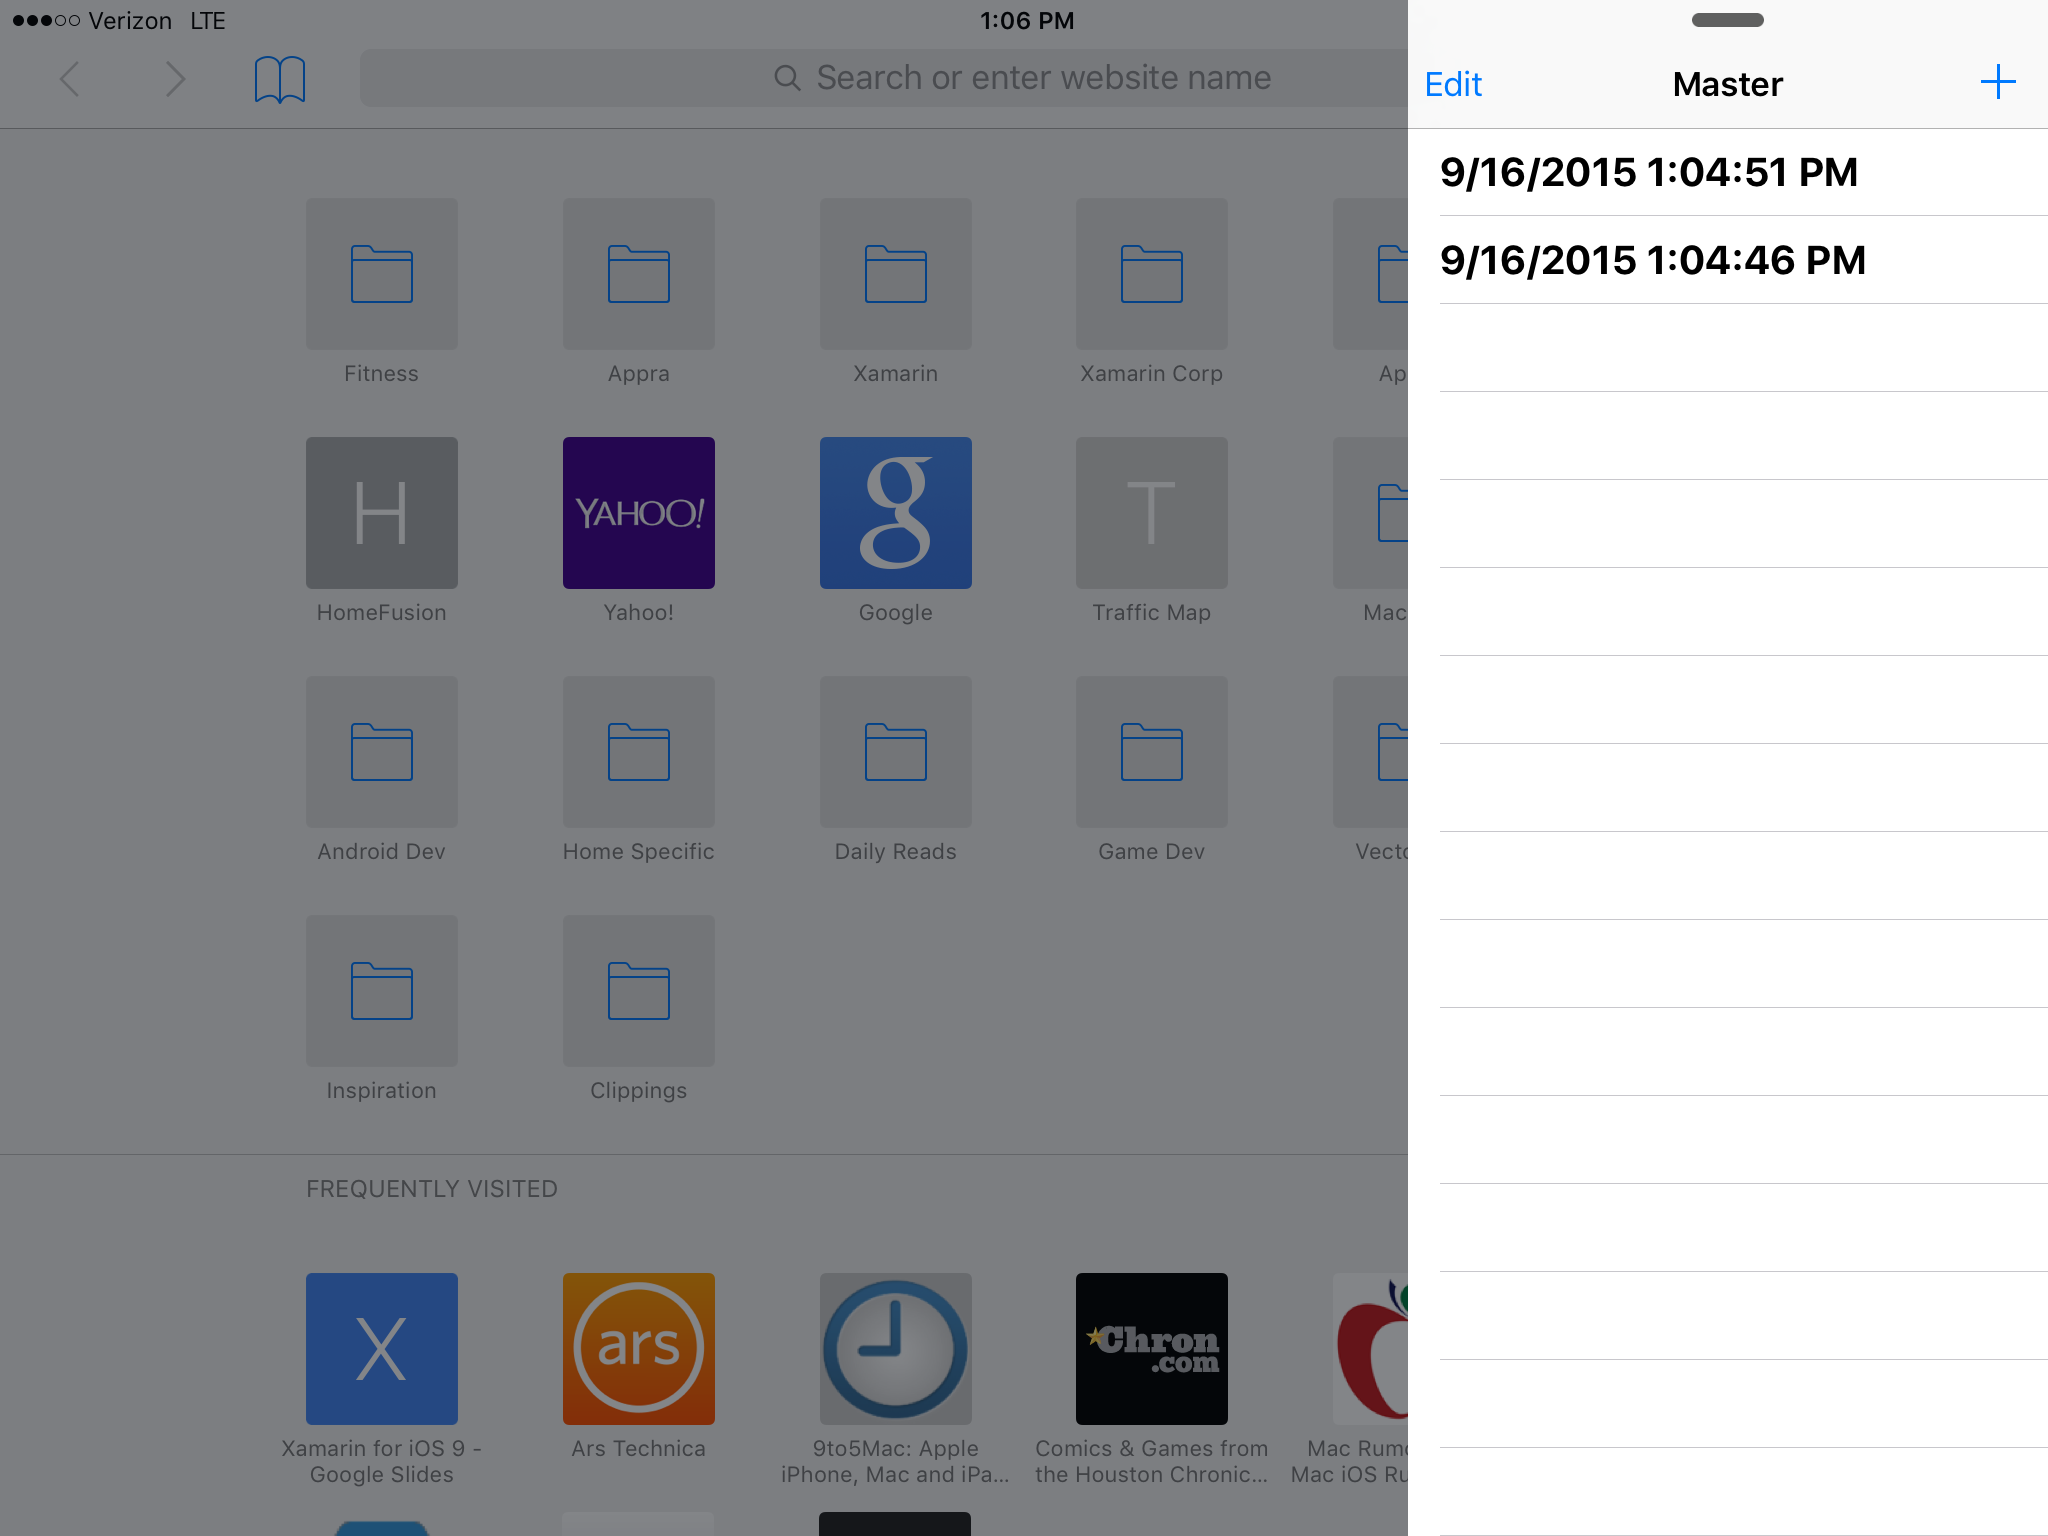 Verizon LTE
1:06 PM
Search or enter website name
Edit
Master
9/16/2015 1:04:51 PM
9/16/2015 1:04:46 PM
Fitness
Appra
Xamarin
Xamarin Corp
Ap
H
YAHOO!
g
T
HomeFusion
Yahoo!
Google
Traffic Map
Mac
Android Dev
Home Specific
Daily Reads
Game Dev
Vecto
Inspiration
Clippings
FREQUENTLY VISITED
X
ars
Chron
.com
Xamarin for iOS 9 -
Google Slides
Ars Technica
9to5Mac: Apple
iPhone, Mac and iPa...
Comics & Games from
the Houston Chronic...
Mac Rumo
Mac iOS Ru